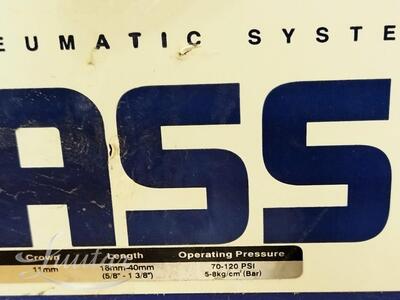 EUMATIC SYSTE
ASS
Crown Length Operating Pressure
11mm 18mm-40mm 70-120 PSI
(5/8" - 1 3/8") 5-8kg/cm²(Bar)